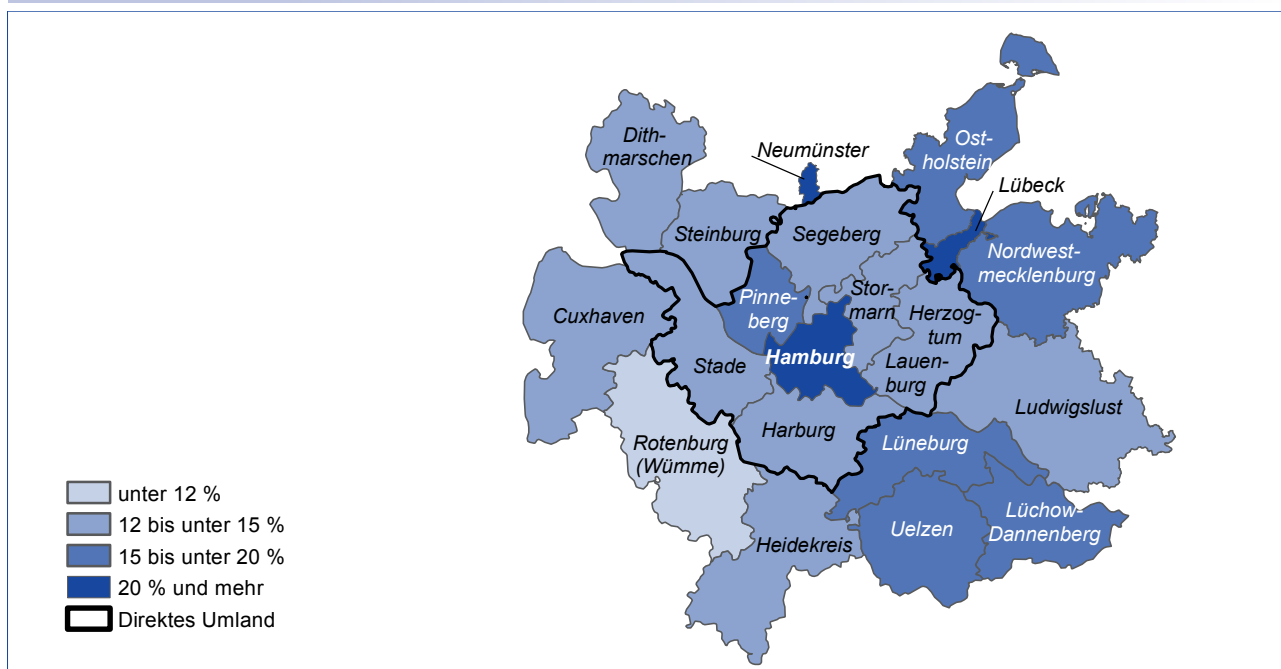 Dith-
marschen
Neumünster
Ost-
holstein
Lübeck
Steinburg
Segeberg
Nordwest-
mecklenburg
Pinne-
berg
Stor-
marn
Herzog-
tum
Lauen-
burg
Cuxhaven
Hamburg
Stade
Ludwigslust
Harburg
Lüneburg
Rotenburg
(Wümme)
Lüchow-
Dannenberg
Uelzen
Heidekreis
unter 12 %
12 bis unter 15 %
15 bis unter 20 %
20 % und mehr
Direktes Umland